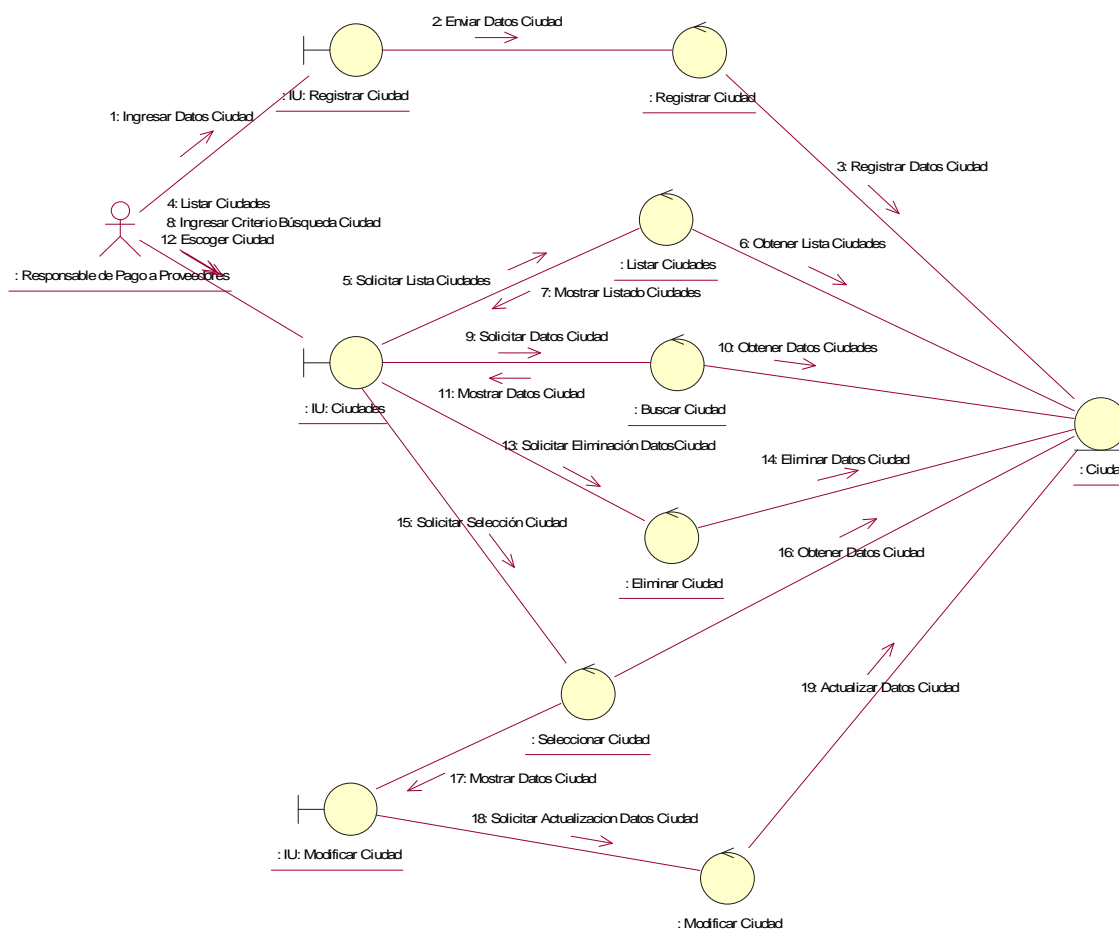 2: Enviar Datos Ciudad
: IU: Registrar Ciudad
: Registrar Ciudad
1: Ingresar Datos Ciudad
3: Registrar Datos Ciudad
4: Listar Ciudades
8: Ingresar Criterio Búsqueda Ciudad
12: Escoger Ciudad
: Responsable de Pago a Proveedores
6: Obtener Lista Ciudades
: Listar Ciudades
5: Solicitar Lista Ciudades
7: Mostrar Listado Ciudades
9: Solicitar Datos Ciudad
10: Obtener Datos Ciudades
11: Mostrar Datos Ciudad
: IU: Ciudades
: Buscar Ciudad
13: Solicitar Eliminación Datos Ciudad
14: Eliminar Datos Ciudad
: Ciuda
15: Solicitar Selección Ciudad
16: Obtener Datos Ciudad
: Eliminar Ciudad
19: Actualizar Datos Ciudad
: Seleccionar Ciudad
17: Mostrar Datos Ciudad
18: Solicitar Actualizacion Datos Ciudad
: IU: Modificar Ciudad
: Modificar Ciudad